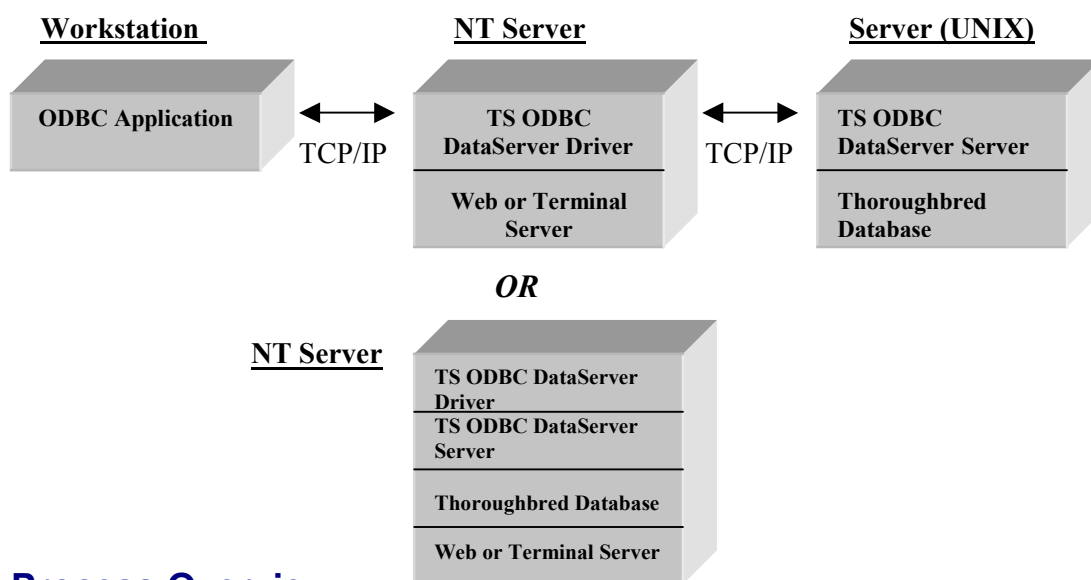 Workstation
NT Server
Server (UNIX)
ODBC Application
TCP/IP
TS ODBC
DataServer Driver
Web or Terminal
Server
TCP/IP
TS ODBC
DataServer Server
Thoroughbred
Database
OR
NT Server
TS ODBC DataServer
Driver
TS ODBC DataServer
Server
Thoroughbred Database
Web or Terminal Server